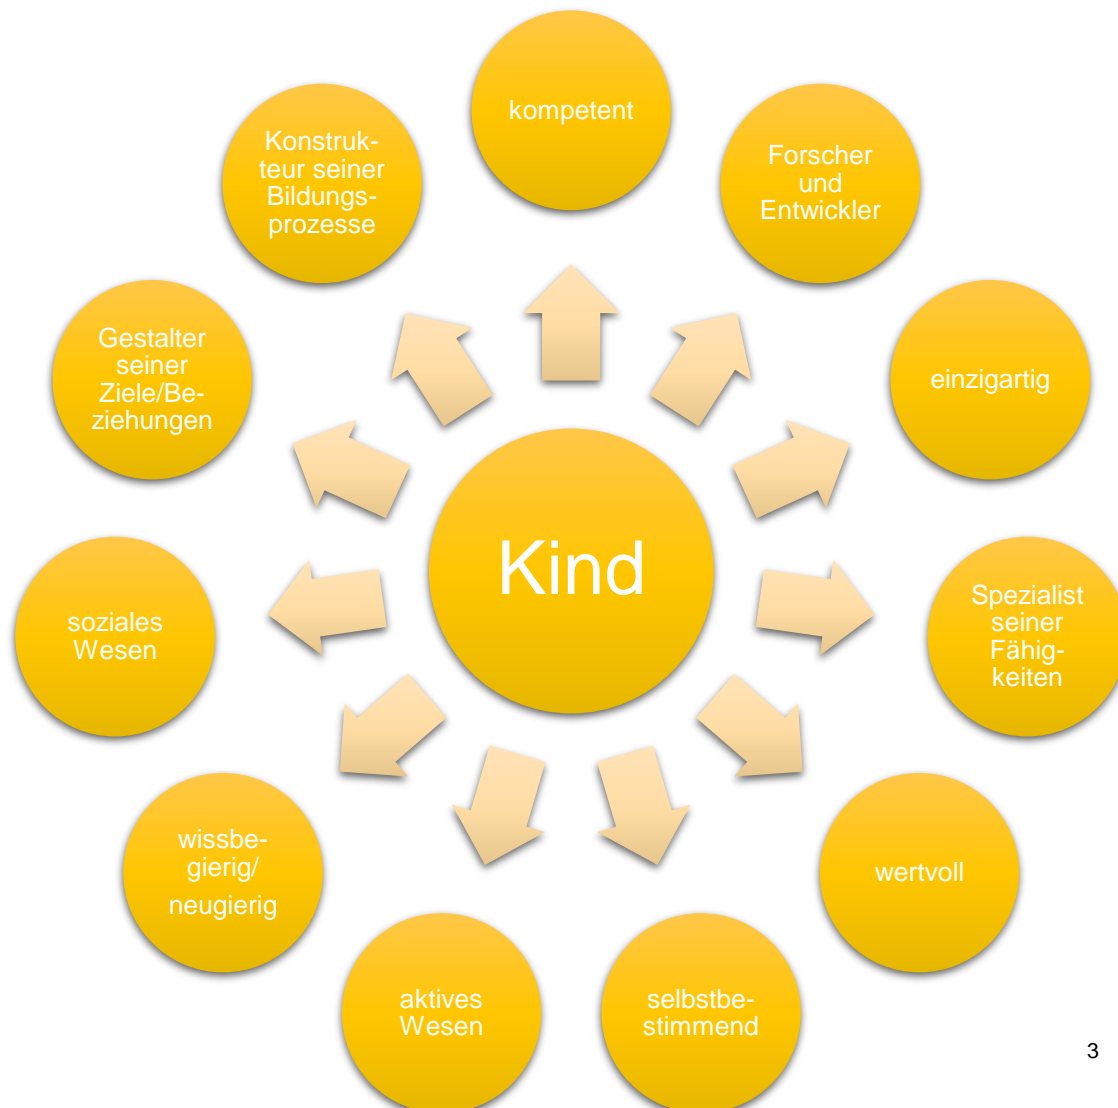 kompetent
Forscher
und
Entwickler
einzigartig
Spezialist
seiner
Fähig-
keiten
wertvoll
selbstbe-
stimmend
aktives
Wesen
wissbe-
gierig/
neugierig
soziales
Wesen
Gestalter
seiner
Ziele/Be-
ziehungen
Konstruk-
teur seiner
Bildungs-
prozesse
Kind
3